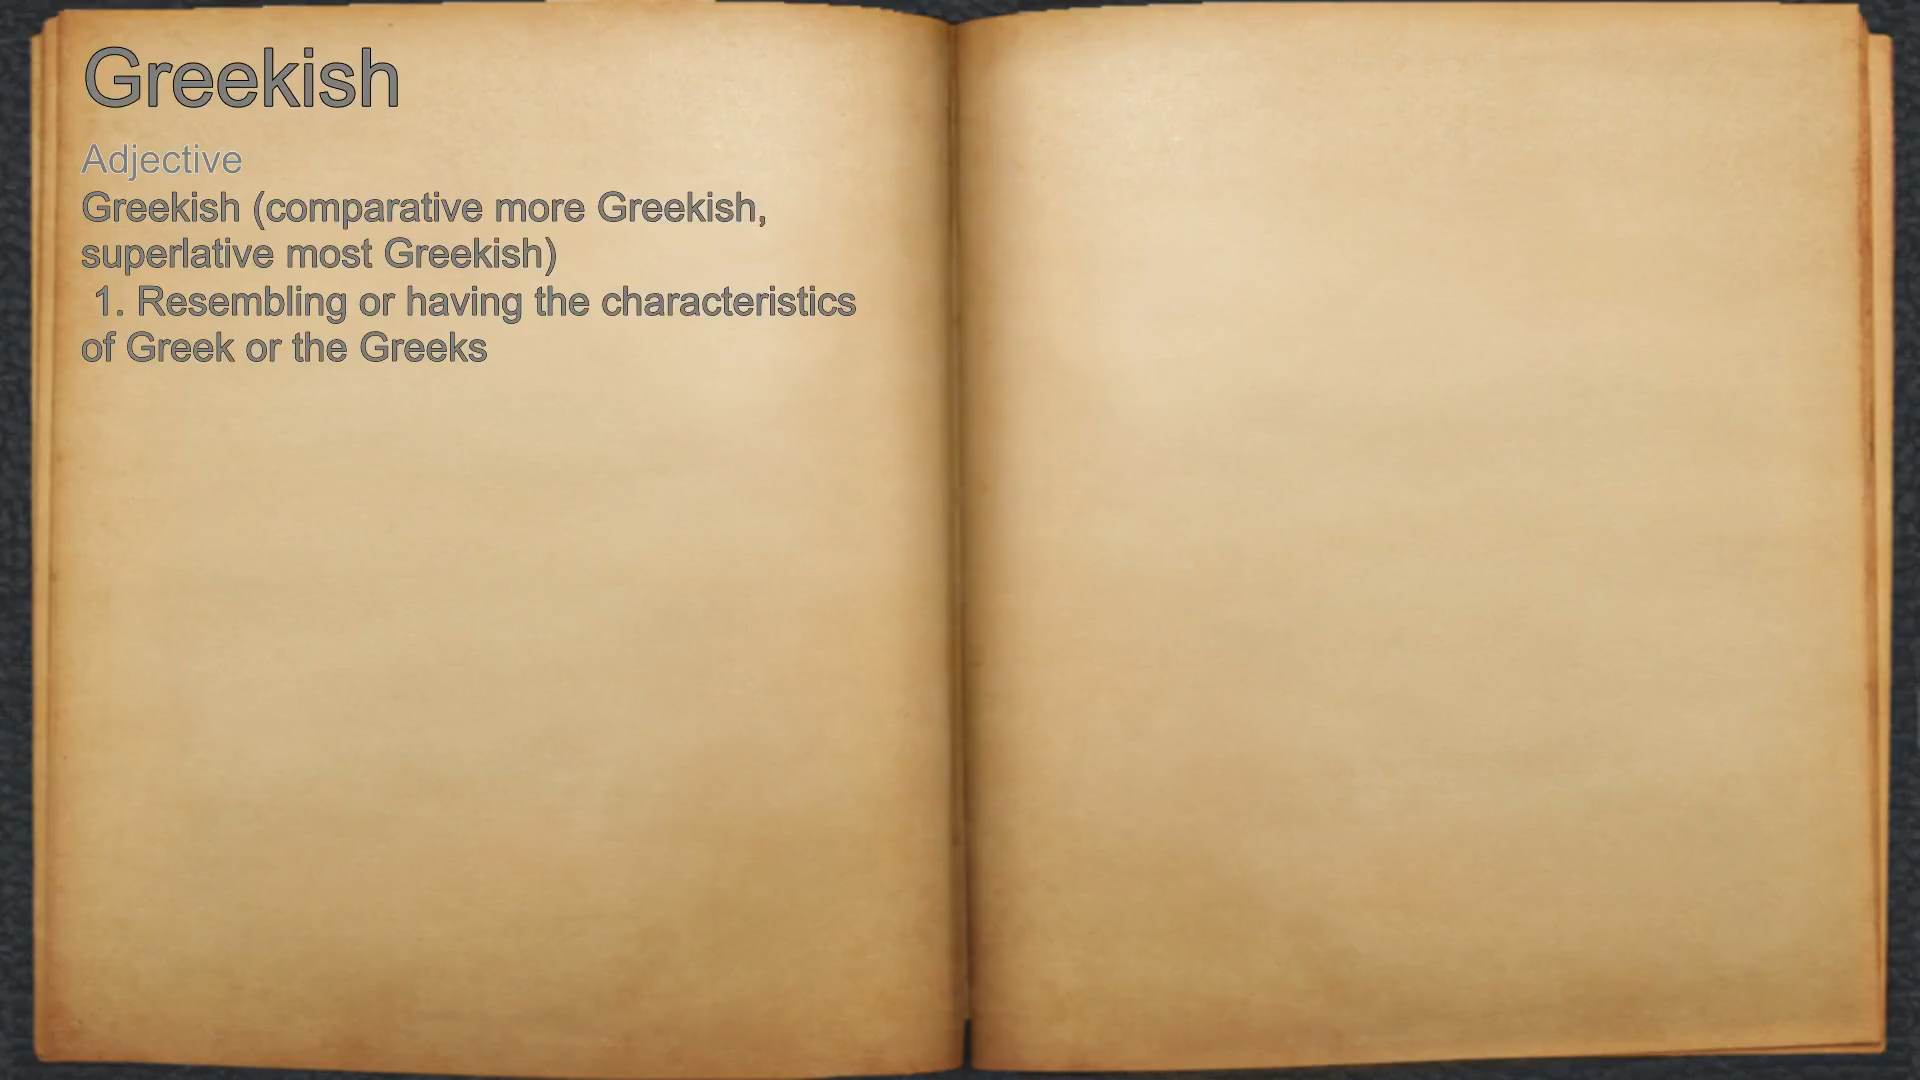 Greekish
Adjective
Greekish (comparative more Greekish,
superlative most Greekish)
1. Resembling or having the characteristics
of Greek or the Greeks